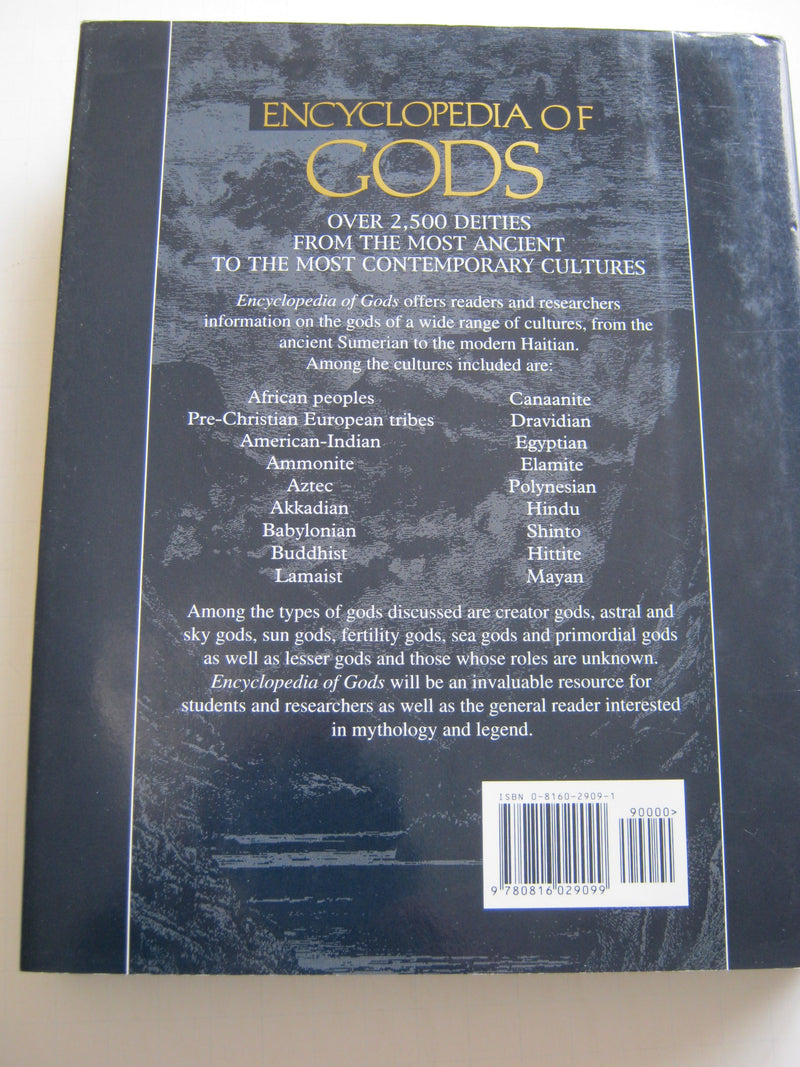 ENCYCLOPEDIA OF
GODS
OVER 2,500 DEITIES
FROM THE MOST ANCIENT
TO THE MOST CONTEMPORARY CULTURES
Encyclopedia of Gods offers readers and researchers
information on the gods of a wide range of cultures, from the
ancient Sumerian to the modern Haitian.
Among the cultures included are:
African peoples
Pre-Christian European tribes
American-Indian
Ammonite
Aztec
Akkadian
Babylonian
Buddhist
Lamaist
Canaanite
Dravidian
Egyptian
Elamite
Polynesian
Hindu
Shinto
Hittite
Mayan
Among the types of gods discussed are creator gods, astral and
sky gods, sun gods, fertility gods, sea gods and primordial gods
as well as lesser gods and those whose roles are unknown.
Encyclopedia of Gods will be an invaluable resource for
students and researchers as well as the general reader interested
in mythology and legend.
ISBN 0-8160-2909-1
90000>
9 780816 029099